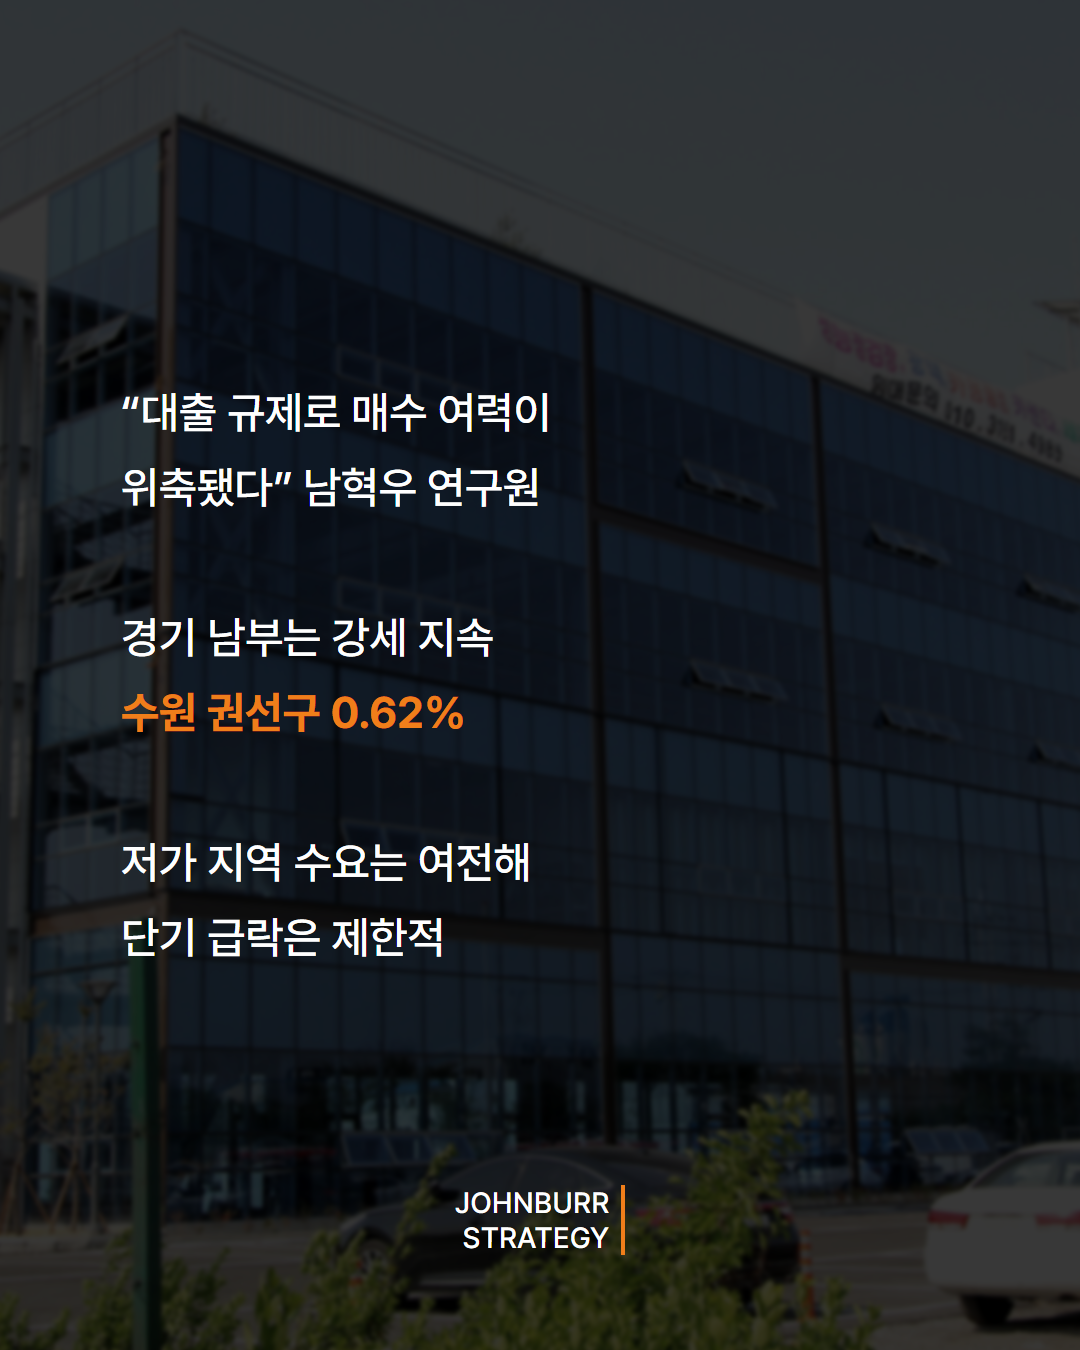 “대출 규제로 매수 여력이
위축됐다” 남혁우 연구원
경기 남부는 강세 지속
수원 권선구 0.62%
저가 지역 수요는 여전해
단기 급락은 제한적
JOHNBURR
STRATEGY